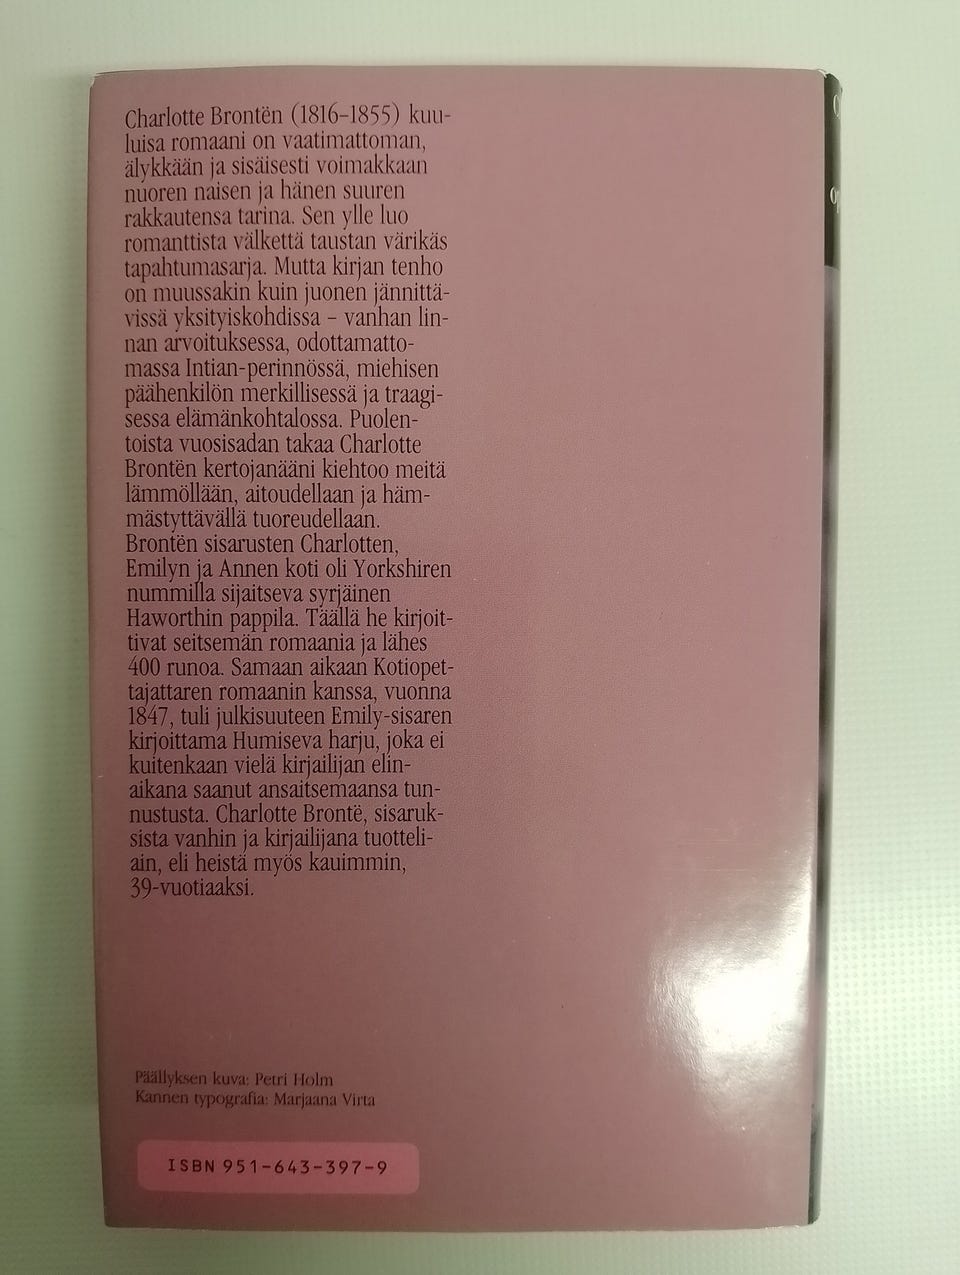 Charlotte Brontën (1816–1855) kuu-
luisa romaani on vaatimattoman,
älykkään ja sisäisesti voimakkaan
nuoren naisen ja hänen suuren
rakkautensa tarina. Sen ylle luo
romanttista välkettä taustan värikäs
tapahtumasarja. Mutta kirjan tenho
on muussakin kuin juonen jännittä-
vissä yksityiskohdissa – vanhan lin-
nan arvoituksessa, odottamatto-
massa Intian-perinnössä, miehisen
päähenkilön merkillisessä ja traagi-
sessa elämänkohtalossa. Puolen-
toista vuosisadan takaa Charlotte
Brontën kertojanääni kiehtoo meitä
lämmöllään, aitoudellaan ja häm-
mästyttävällä tuoreudellaan.
Brontën sisarusten Charlotten,
Emilyn ja Annen koti oli Yorkshiren
nummilla sijaitseva syrjäinen
Haworthin pappila. Täällä he kirjoit-
tivat seitsemän romaania ja lähes
400 runoa. Samaan aikaan Kotiopet-
tajattaren romaanin kanssa, vuonna
1847, tuli julkisuuteen Emily-sisaren
kirjoittama Humiseva harju, joka ei
kuitenkaan vielä kirjailijan elin-
aikana saanut ansaitsemaansa tun-
nustusta. Charlotte Brontë, sisaruk-
sista vanhin ja kirjailijana tuotteli-
ain, eli heistä myös kauimmin,
39-vuotiaaksi.
Päällyksen kuva: Petri Holm
Kannen typografia: Marjaana Virta
ISBN 951-643-397-9